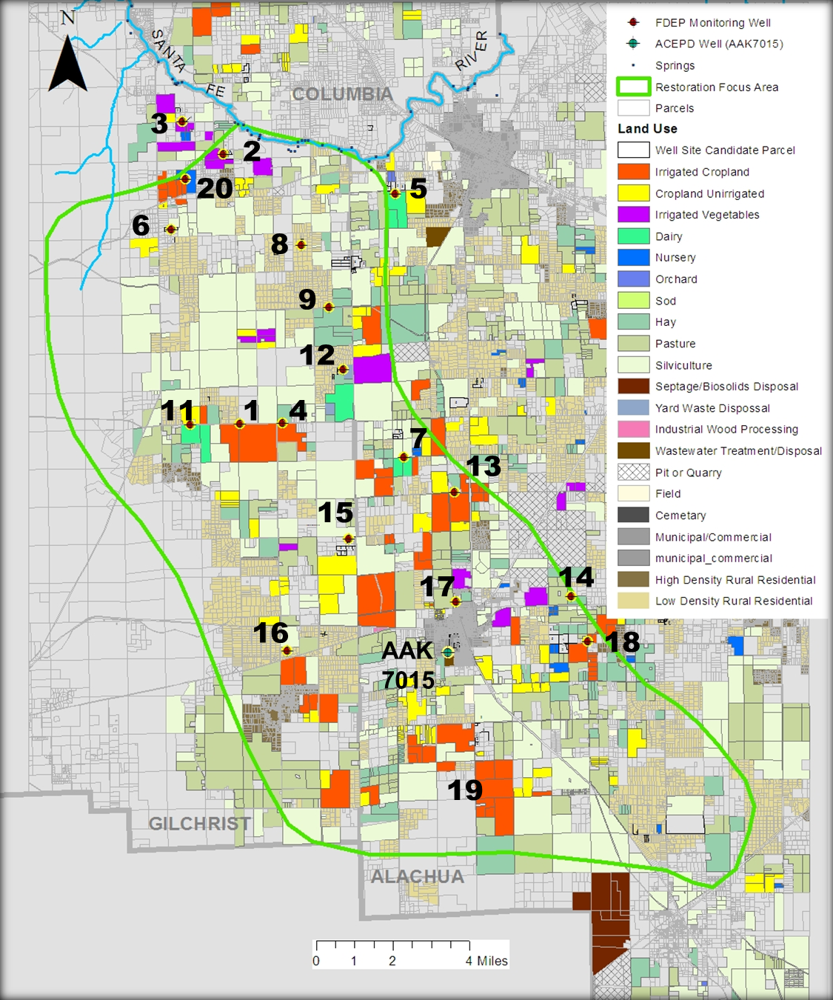 N
SANTA
FE
RIVER
COLUMBIA
3
2
20
5
6
8
9
12
11
1
4
7
13
15
14
17
16
18
AAK
7015
19
GILCHRIST
ALACHUA
0 1 2 4 Miles
FDEP Monitoring Well
ACEPD Well (AAK7015)
Springs
Restoration Focus Area
Parcels
Land Use
Well Site Candidate Parcel
Irrigated Cropland
Cropland Unirrigated
Irrigated Vegetables
Dairy
Nursery
Orchard
Sod
Hay
Pasture
Silviculture
Septage/Biosolids Disposal
Yard Waste Dispossal
Industrial Wood Processing
Wastewater Treatment/Disposal
Pit or Quarry
Field
Cemetary
Municipal/Commercial
municipal_commercial
High Density Rural Residential
Low Density Rural Residential